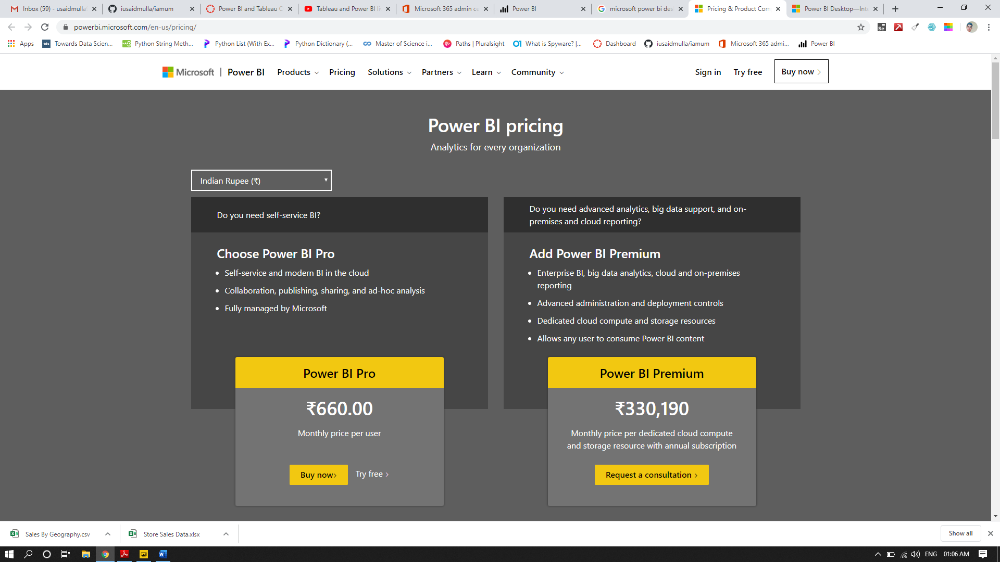 Inbox (59) - usaidmulla
iusaidmulla/iamum
Power BI and Tableau C
Tableau and Power BI li
Microsoft 365 admin ce
Power BI
microsoft power bi des
Pricing & Product Com
Power BI Desktop—Inte
powerbi.microsoft.com/en-us/pricing/
Apps
Towards Data Scien...
Python String Meth...
Python List (With Ex...
Python Dictionary (...
Master of Science i...
Paths | Pluralsight
What is Spyware? |...
Dashboard
iusaidmulla/iamum
Microsoft 365 admi...
Power BI
Microsoft | Power BI
Products
Pricing
Solutions
Partners
Learn
Community
Sign in
Try free
Buy now
Power BI pricing
Analytics for every organization
Indian Rupee (₹)
Do you need self-service BI?
Choose Power BI Pro
• Self-service and modern BI in the cloud
• Collaboration, publishing, sharing, and ad-hoc analysis
• Fully managed by Microsoft
Power BI Pro
₹660.00
Monthly price per user
Buy now
Try free
Do you need advanced analytics, big data support, and on-
premises and cloud reporting?
Add Power BI Premium
• Enterprise BI, big data analytics, cloud and on-premises
reporting
• Advanced administration and deployment controls
• Dedicated cloud compute and storage resources
• Allows any user to consume Power BI content
Power BI Premium
₹330,190
Monthly price per dedicated cloud compute
and storage resource with annual subscription
Request a consultation
Sales By Geography.csv
Store Sales Data.xlsx
Show all
ENG
01:06 AM